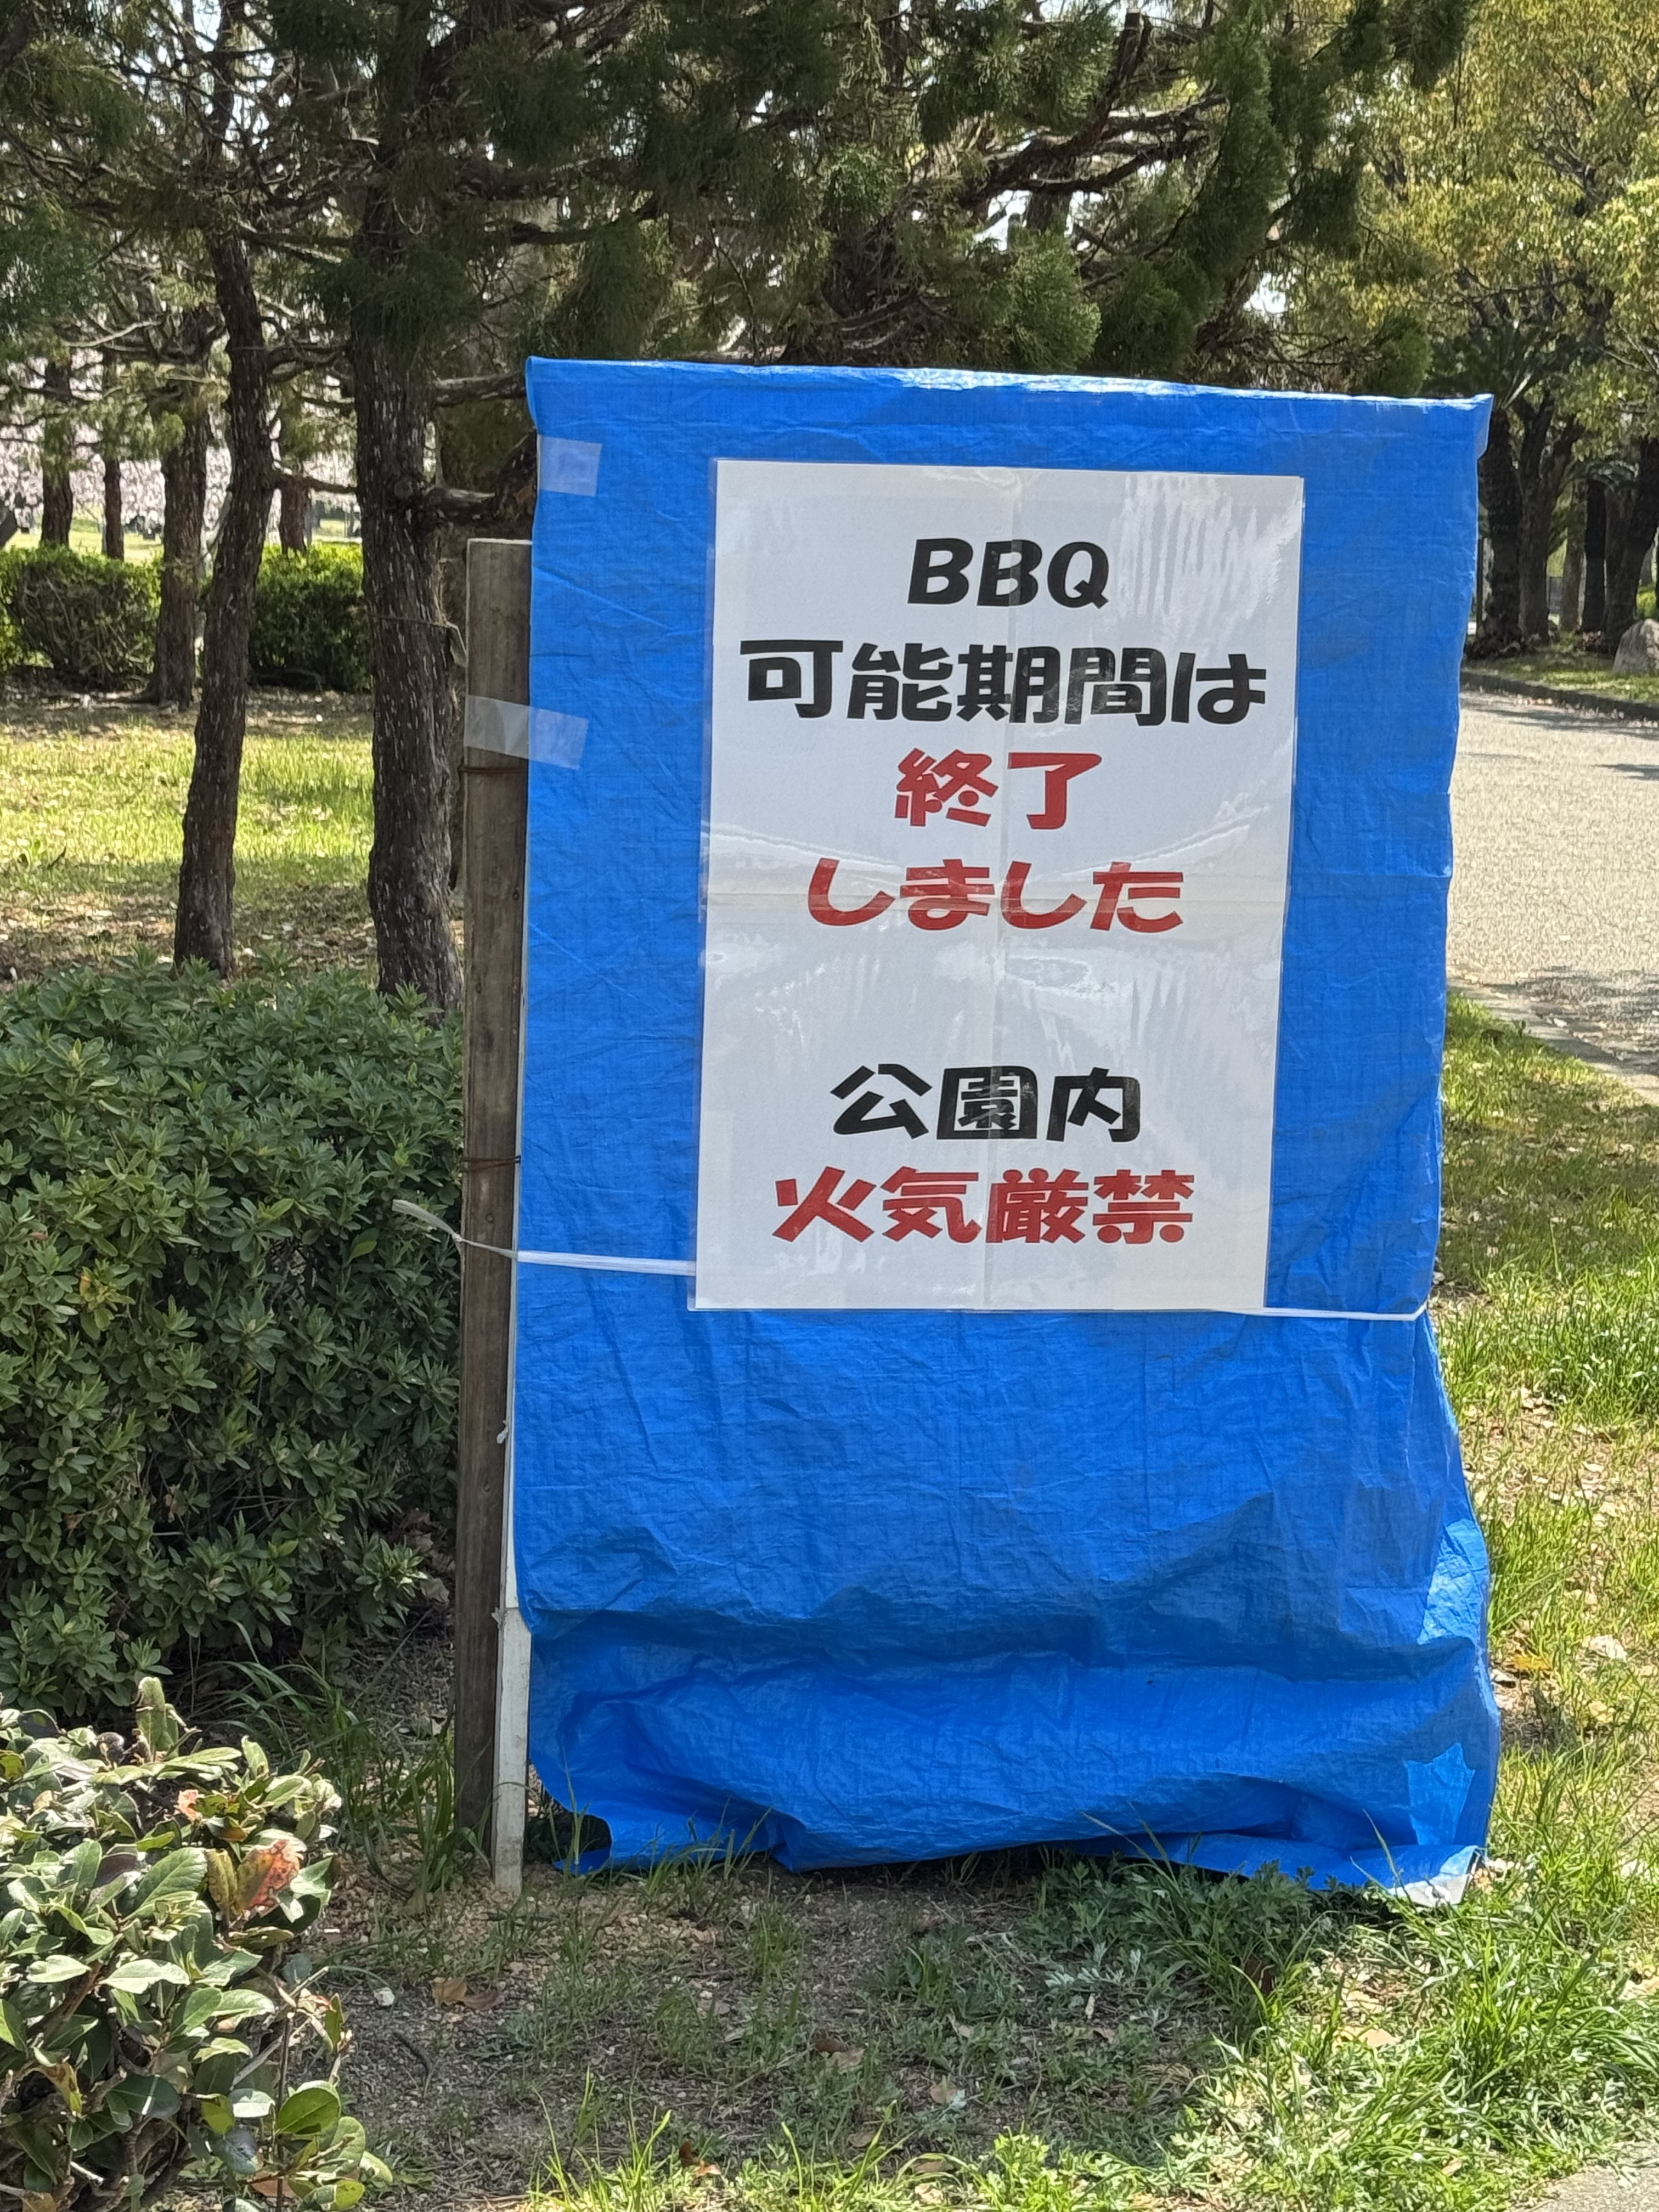 BBQ
可能期間は
終了
しました
公園内
火気厳禁